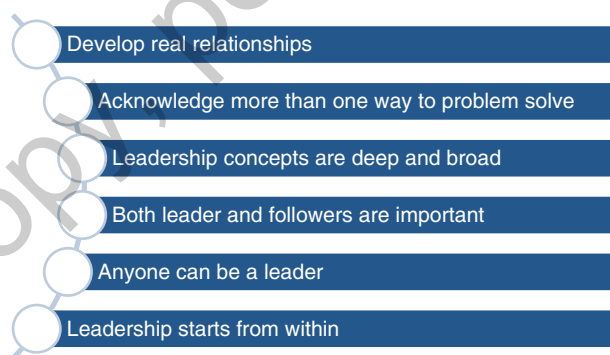 Develop real relationships
Acknowledge more than one way to problem solve
Leadership concepts are deep and broad
Both leader and followers are important
Anyone can be a leader
Leadership starts from within